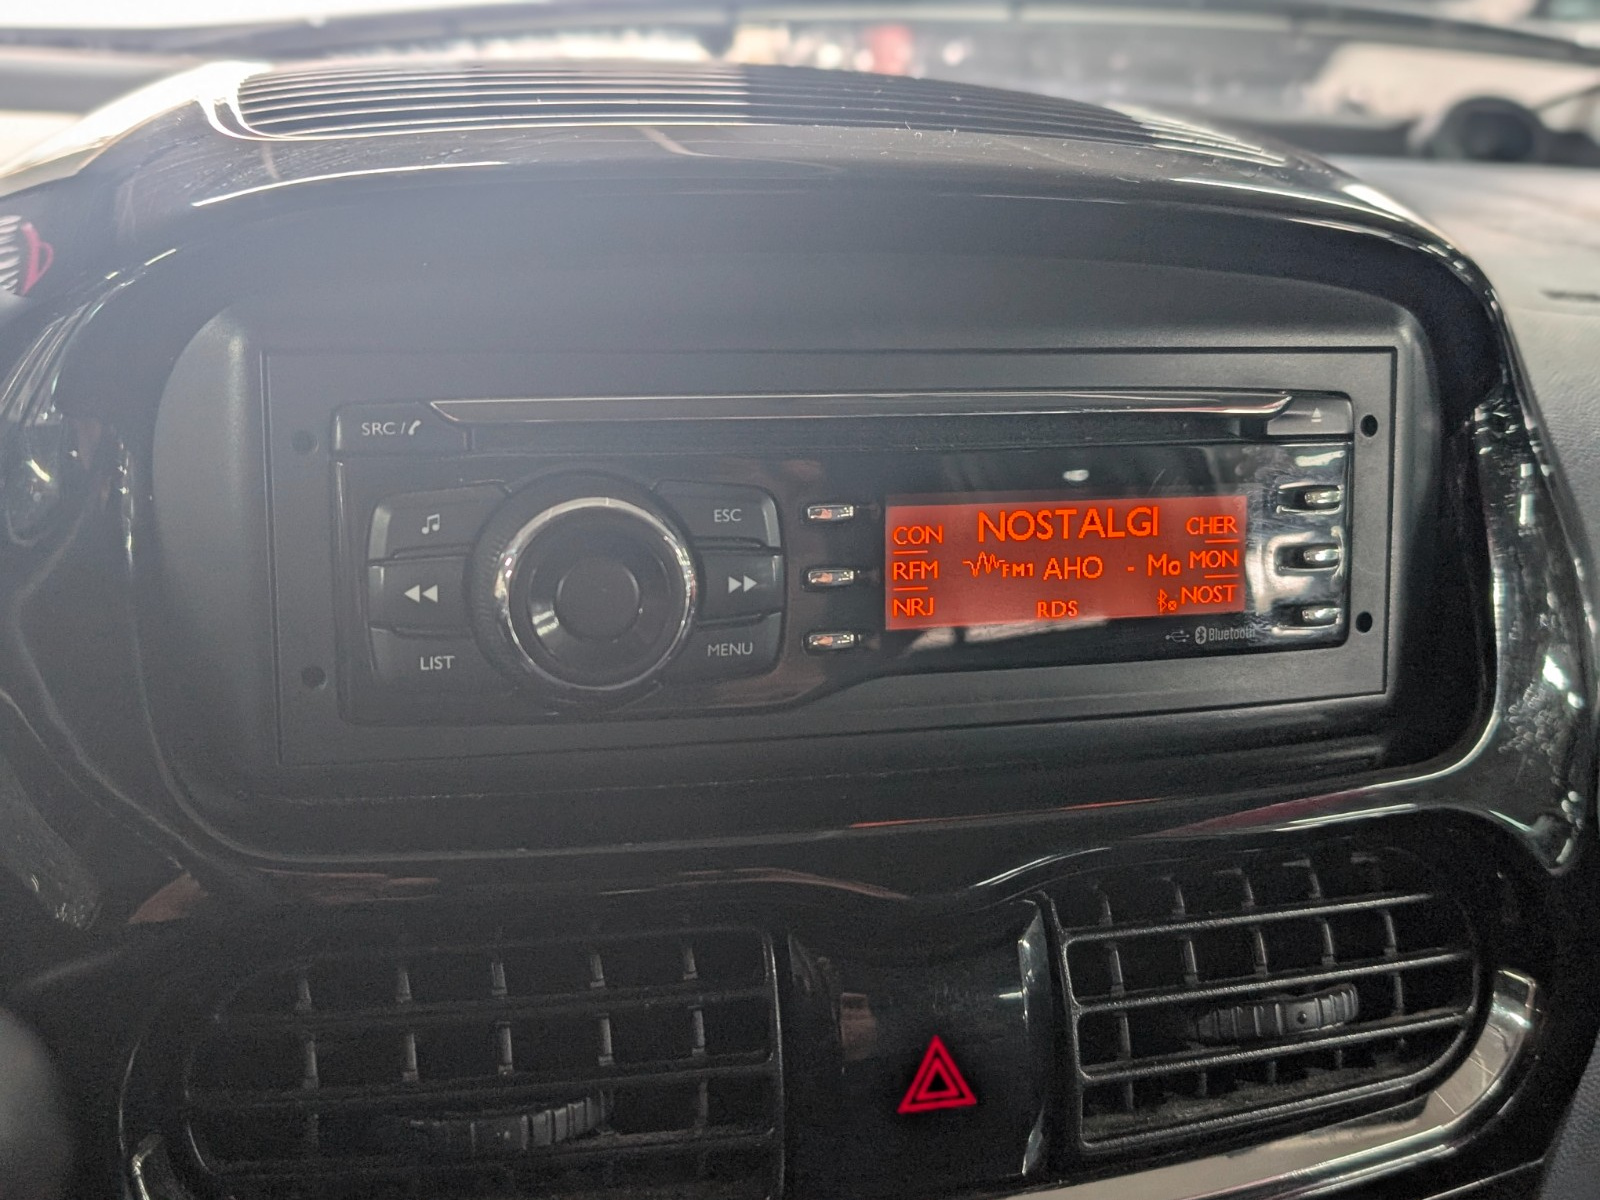 SRC /
ESC
LIST
MENU
CON
NOSTALGI
CHER
RFM
FM1 AHO - Mo
MON
NRJ
RDS
NOST
Bluetooth